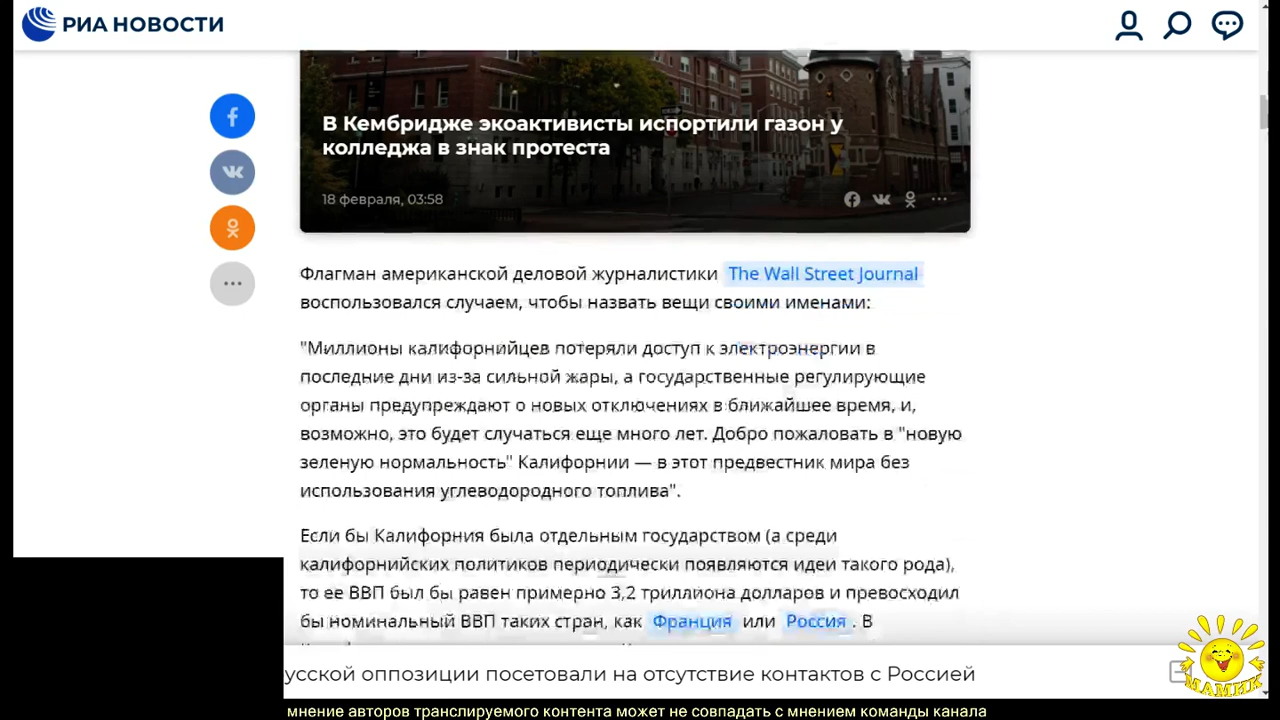 РИА НОВОСТИ
В Кембридже экоактивисты испортили газон у
колледжа в знак протеста
18 февраля, 03:58
Флагман американской деловой журналистики The Wall Street Journal
воспользовался случаем, чтобы назвать вещи своими именами:
"Миллионы калифорнийцев потеряли доступ к электроэнергии в
последние дни из-за сильной жары, а государственные регулирующие
органы предупреждают о новых отключениях в ближайшее время, и,
возможно, это будет случаться еще много лет. Добро пожаловать в "новую
зеленую нормальность" Калифорнии — в этот предвестник мира без
использования углеводородного топлива".
Если бы Калифорния была отдельным государством (а среди
калифорнийских политиков периодически появляются идеи такого рода),
то ее ВВП был бы равен примерно 3,2 триллиона долларов и превосходил
бы номинальный ВВП таких стран, как Франция или Россия. В
усской оппозиции посетовали на отсутствие контактов с Россией
МАМИК
мнение авторов транслируемого контента может не совпадать с мнением команды канала